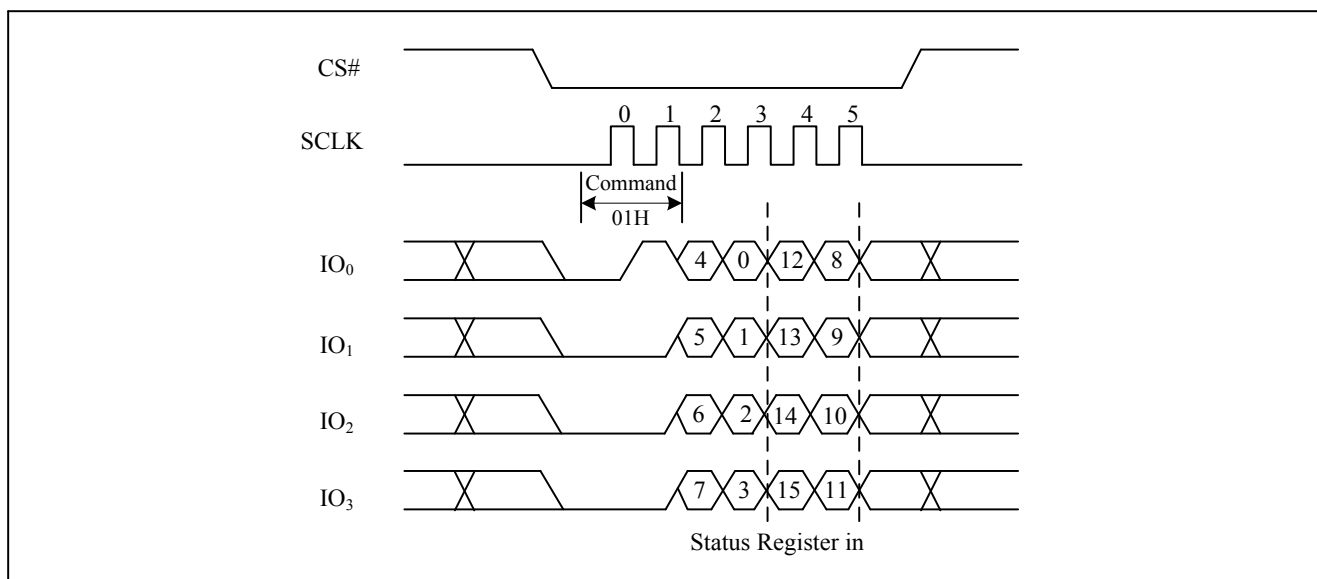 CS#
0 1 2 3 4 5
SCLK
Command
01H
IO0 4 0 12 8
IO1 5 1 13 9
IO2 6 2 14 10
IO3 7 3 15 11
Status Register in